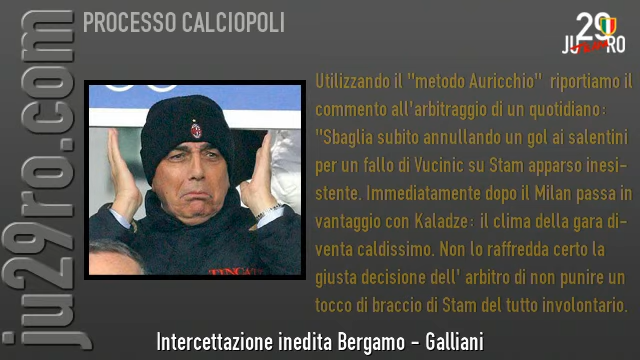 PROCESSO CALCIOPOLI
29
JU RO
TEAM
ju29ro.com
Utilizzando il "metodo Auricchio" riportiamo il
commento all'arbitraggio di un quotidiano:
"Sbaglia subito annullando un gol ai salentini
per un fallo di Vucinic su Stam apparso inesi-
stente. Immediatamente dopo il Milan passa in
vantaggio con Kaladze: il clima della gara di-
venta caldissimo. Non lo raffredda certo la
giusta decisione dell' arbitro di non punire un
tocco di braccio di Stam del tutto involontario.
Intercettazione inedita Bergamo - Galliani